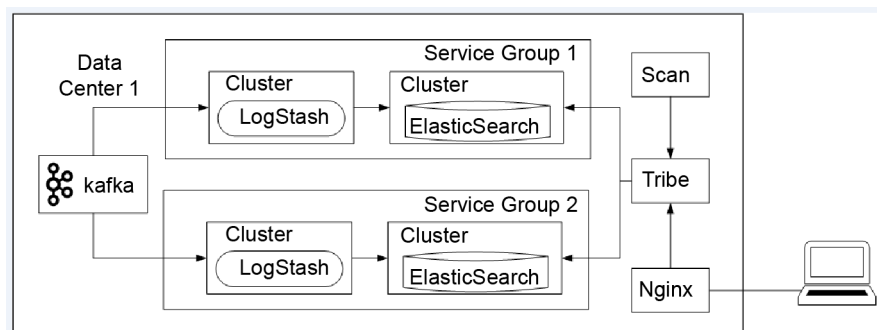 Data
Center 1
Service Group 1
Cluster
LogStash
Cluster
ElasticSearch
Scan
kafka
Tribe
Service Group 2
Cluster
LogStash
Cluster
ElasticSearch
Nginx